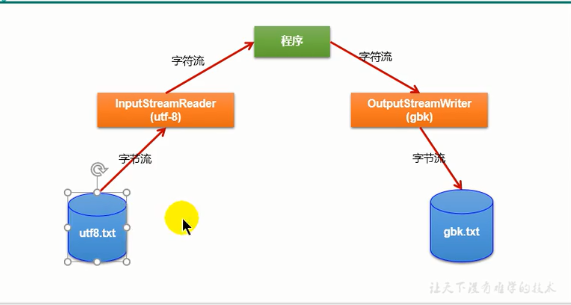 程序
字符流
字符流
InputStreamReader
(utf-8)
OutputStreamWriter
(gbk)
字节流
字节流
utf8.txt
gbk.txt
让天下没有难学的技术